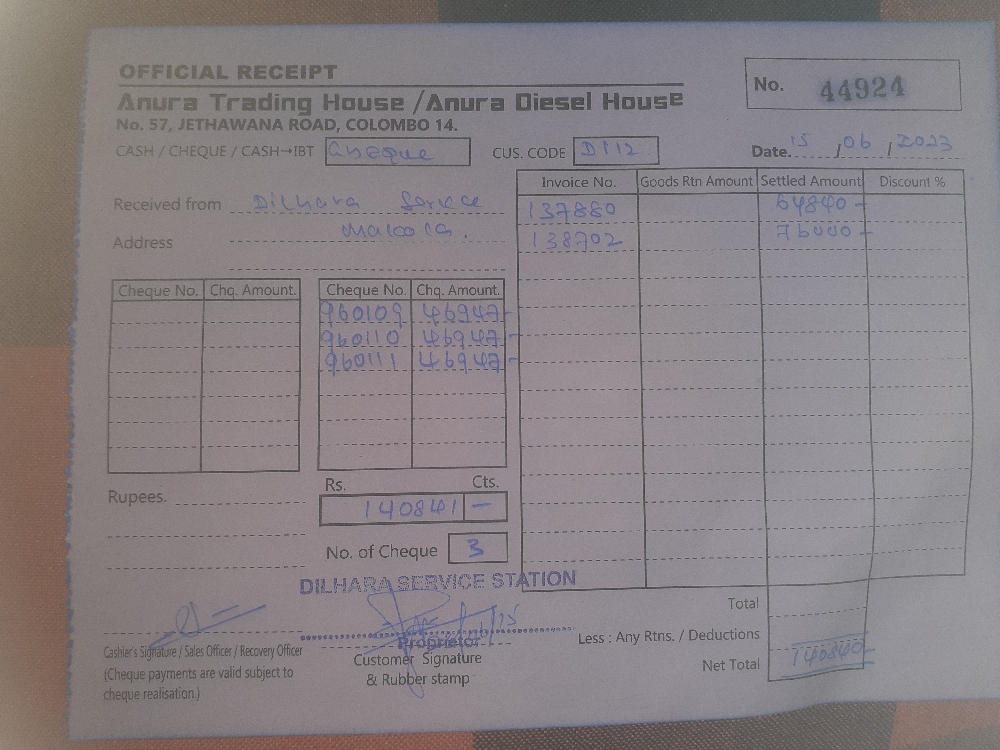 OFFICIAL RECEIPT
No. 44924
Anura Trading House / Anura Diesel House
No. 57, JETHAWANA ROAD, COLOMBO 14.
CASH / CHEQUE / CASH→IBT Cheque CUS. CODE D112 Date. 15 / 06 / 2023
Received from Dilhara Service
Address
Invoice No. Goods Rtn Amount Settled Amount Discount %
137880 64840 -
138702 76000 -
Cheque No. Chq. Amount. Cheque No. Chq. Amount.
960109 46947 -
960110 46947 -
960111 46947 -
Rupees. Rs. Cts.
140841 -
No. of Cheque 3
DILHARA SERVICE STATION
Proprietor
Cashier's Signature / Sales Officer / Recovery Officer
(Cheque payments are valid subject to
cheque realisation.)
Customer Signature
& Rubber stamp
Total
Less : Any Rtns. / Deductions
Net Total 140840 -